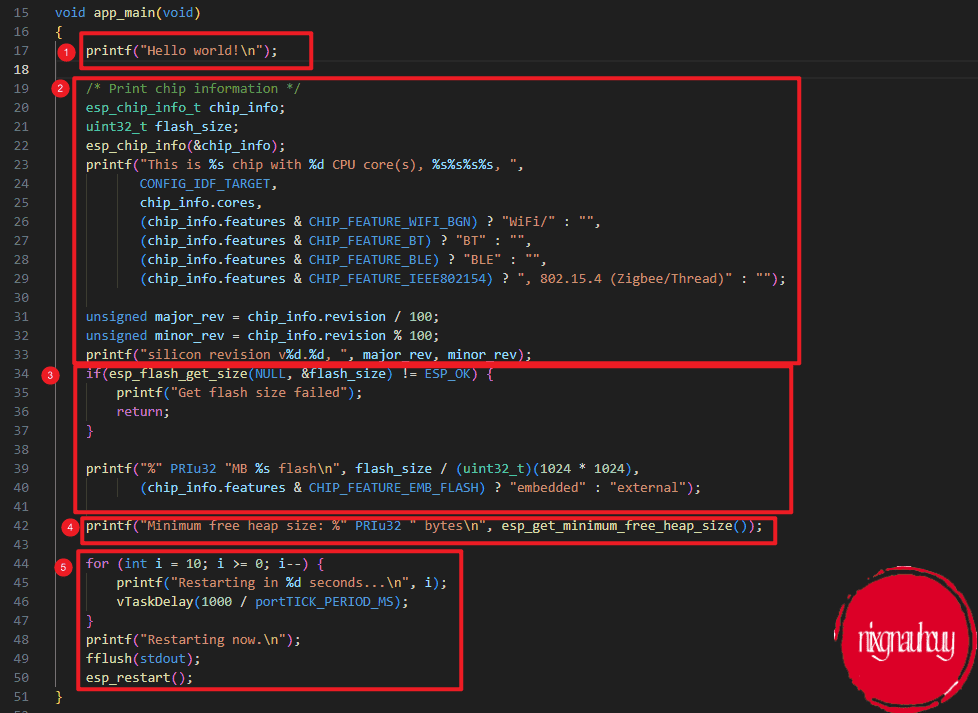 15 void app_main(void)
16 {
1
17 printf("Hello world!\n");
18
2
19 /* Print chip information */
20 esp_chip_info_t chip_info;
21 uint32_t flash_size;
22 esp_chip_info(&chip_info);
23 printf("This is %s chip with %d CPU core(s), %s%s%s%s, ",
24 CONFIG_IDF_TARGET,
25 chip_info.cores,
26 (chip_info.features & CHIP_FEATURE_WIFI_BGN) ? "WiFi/" : "",
27 (chip_info.features & CHIP_FEATURE_BT) ? "BT" : "",
28 (chip_info.features & CHIP_FEATURE_BLE) ? "BLE" : "",
29 (chip_info.features & CHIP_FEATURE_IEEE802154) ? ", 802.15.4 (Zigbee/Thread)" : "");
30
31 unsigned major_rev = chip_info.revision / 100;
32 unsigned minor_rev = chip_info.revision % 100;
33 printf("silicon revision v%d.%d, ", major_rev, minor_rev);
3
34 if(esp_flash_get_size(NULL, &flash_size) != ESP_OK) {
35 printf("Get flash size failed");
36 return;
37 }
38
39 printf("%" PRIu32 "MB %s flash\n", flash_size / (uint32_t)(1024 * 1024),
40 (chip_info.features & CHIP_FEATURE_EMB_FLASH) ? "embedded" : "external");
41
4
42 printf("Minimum free heap size: %" PRIu32 " bytes\n", esp_get_minimum_free_heap_size());
43
5
44 for (int i = 10; i >= 0; i--) {
45 printf("Restarting in %d seconds...\n", i);
46 vTaskDelay(1000 / portTICK_PERIOD_MS);
47 }
48 printf("Restarting now.\n");
49 fflush(stdout);
50 esp_restart();
51 }